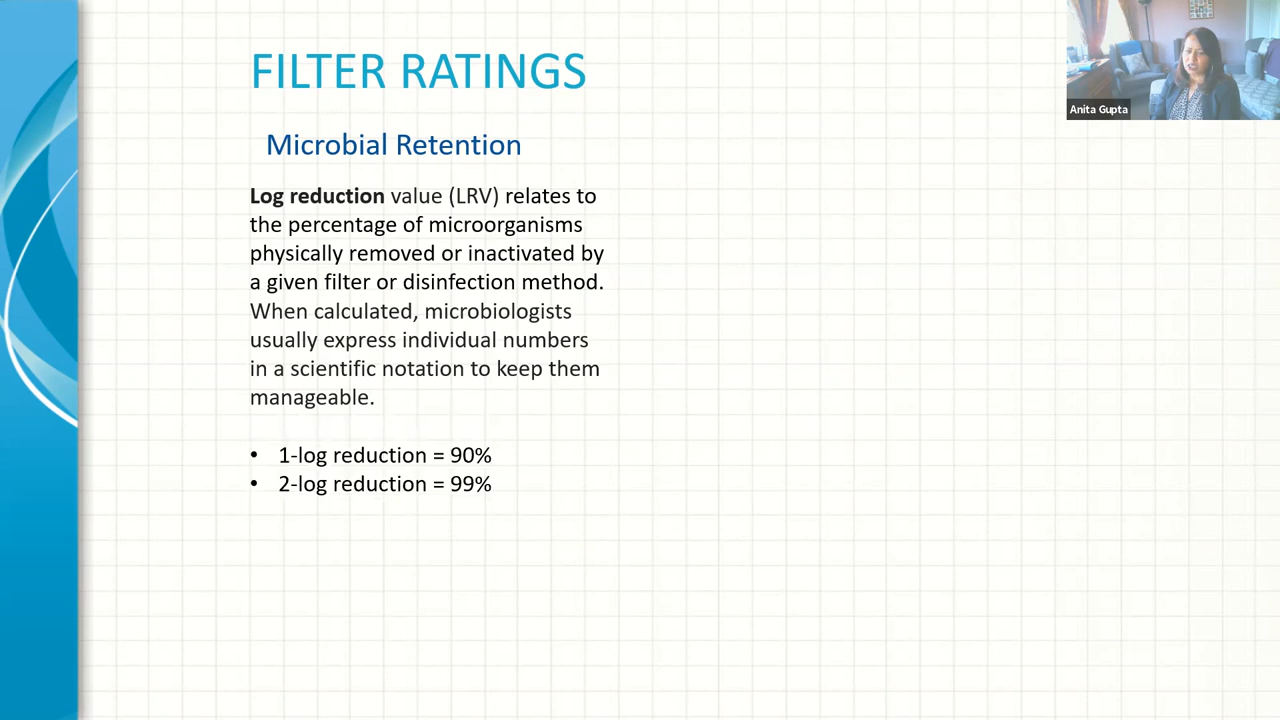 FILTER RATINGS
Anita Gupta
Microbial Retention
Log reduction value (LRV) relates to
the percentage of microorganisms
physically removed or inactivated by
a given filter or disinfection method.
When calculated, microbiologists
usually express individual numbers
in a scientific notation to keep them
manageable.
• 1-log reduction = 90%
• 2-log reduction = 99%